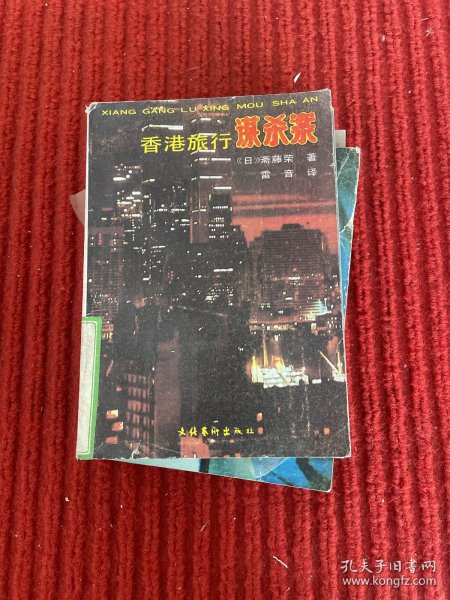 XIANG GANG LU XING MOU SHA AN
香港旅行谋杀案
《日》斋藤荣 著
雷音 译
文化艺术出版社
孔夫子旧书网
www.kongfz.com